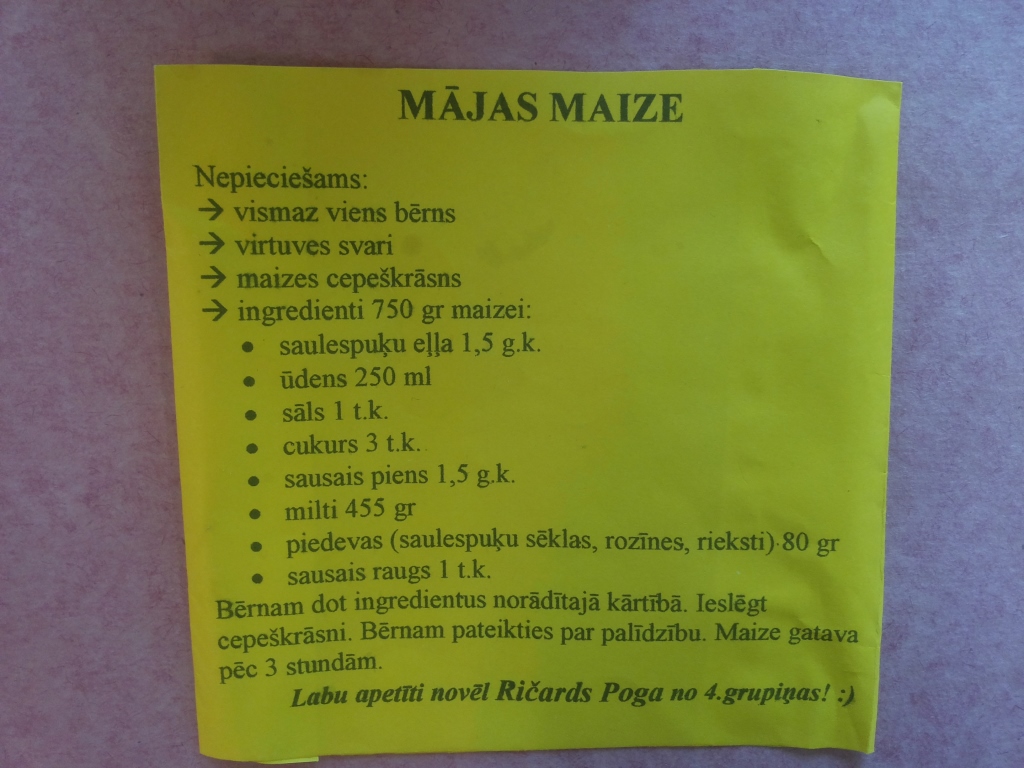 MĀJAS MAIZE
Nepieciešams:
→ vismaz viens bērns
→ virtuves svari
→ maizes cepeškrāsns
→ ingredienti 750 gr maizei:
• saulespuķu eļļa 1,5 g.k.
• ūdens 250 ml
• sāls 1 t.k.
• cukurs 3 t.k.
• sausais piens 1,5 g.k.
• milti 455 gr
• piedevas (saulespuķu sēklas, rozīnes, rieksti) 80 gr
• sausais raugs 1 t.k.
Bērnam dot ingredientus norādītajā kārtībā. Ieslēgt
cepeškrāsni. Bērnam pateikties par palīdzību. Maize gatava
pēc 3 stundām.
Labu apetīti novēl Ričards Poga no 4.grupiņas! :)